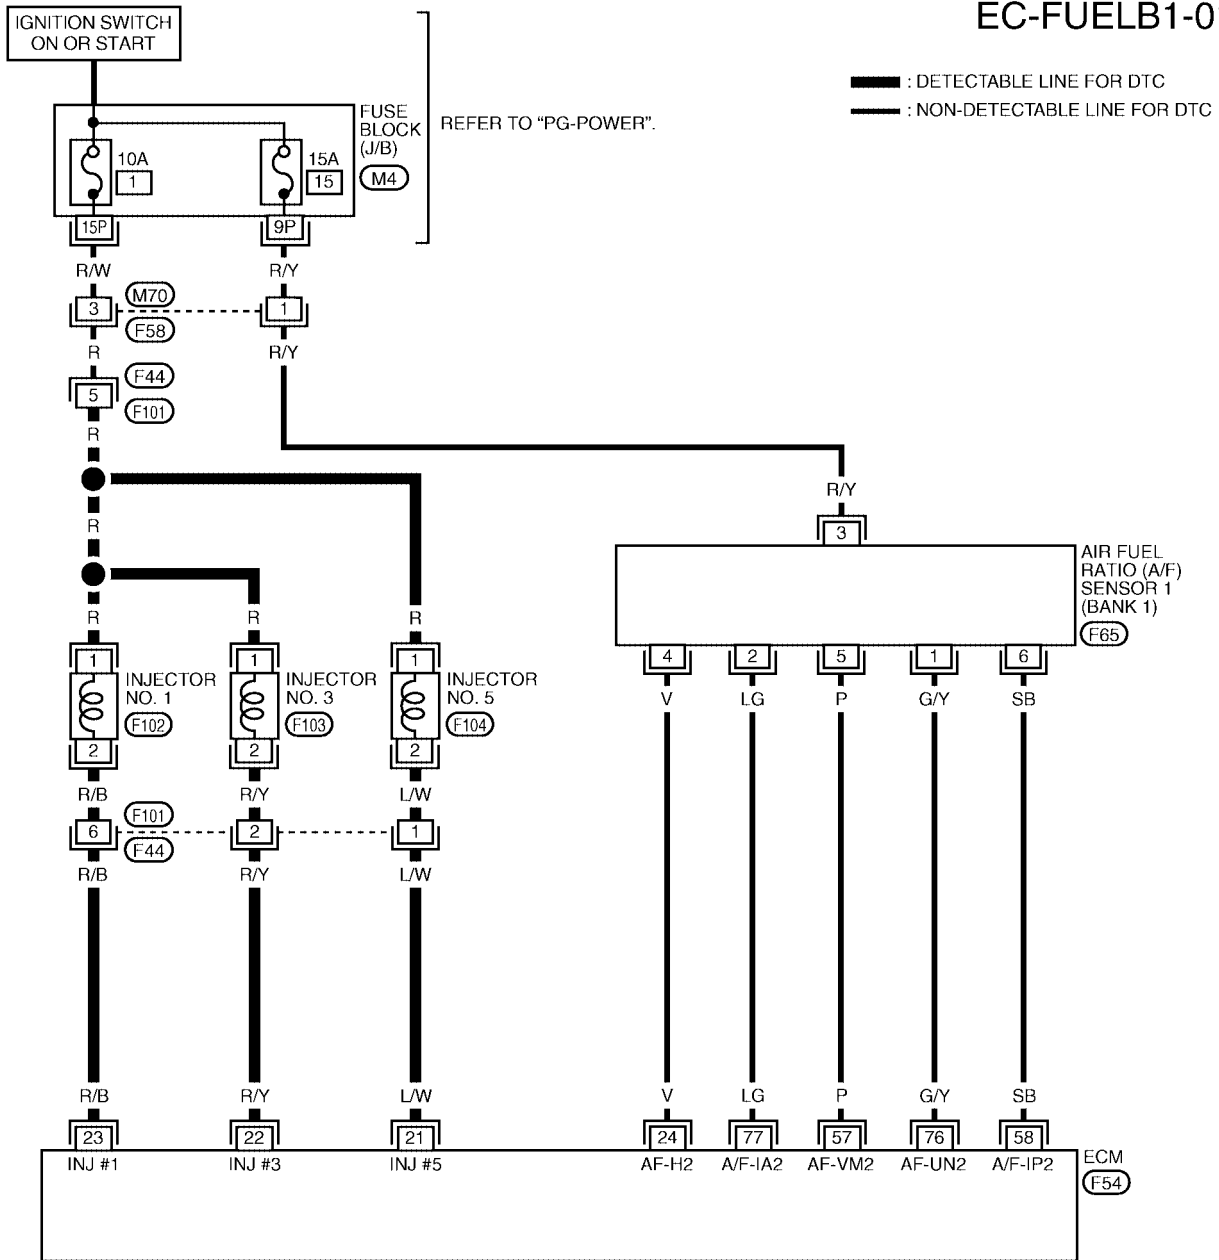 EC-FUELB1-0
IGNITION SWITCH
ON OR START
: DETECTABLE LINE FOR DTC
: NON-DETECTABLE LINE FOR DTC
FUSE
BLOCK
(J/B)
M4
REFER TO “PG-POWER”.
10A
1
15A
15
15P
9P
R/W
R/Y
3
M70
F58
1
R
R/Y
5
F44
F101
R
R
R/Y
3
AIR FUEL
RATIO (A/F)
SENSOR 1
(BANK 1)
F65
R
R
R
1
1
1
INJECTOR
NO. 1
F102
INJECTOR
NO. 3
F103
INJECTOR
NO. 5
F104
2
2
2
4
2
5
1
6
V
LG
P
G/Y
SB
R/B
R/Y
L/W
6
F101
F44
2
1
R/B
R/Y
L/W
R/B
R/Y
L/W
V
LG
P
G/Y
SB
23
22
21
24
77
57
76
58
INJ #1
INJ #3
INJ #5
AF-H2
A/F-IA2
AF-VM2
AF-UN2
A/F-IP2
ECM
F54